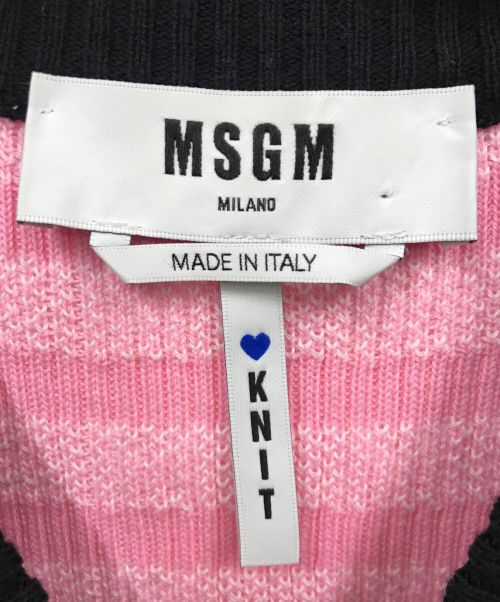 MSGM
MILANO
MADE IN ITALY
💙 KNIT